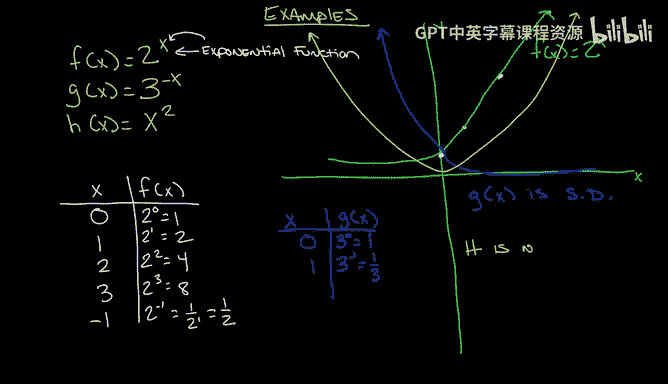 EXAMPLES
GPT中英字幕课程资源 bilibili
f(x)=2^x
f(x)=2^x ← EXPONENTIAL FUNCTION
g(x)=3^-x
h(x)=x^2
x f(x)
0 2^0=1
1 2^1=2
2 2^2=4
3 2^3=8
-1 2^-1=1/2^1=1/2
x
g(x) is S.D.
x g(x)
0 3^0=1
1 3^-1=1/3
H is n